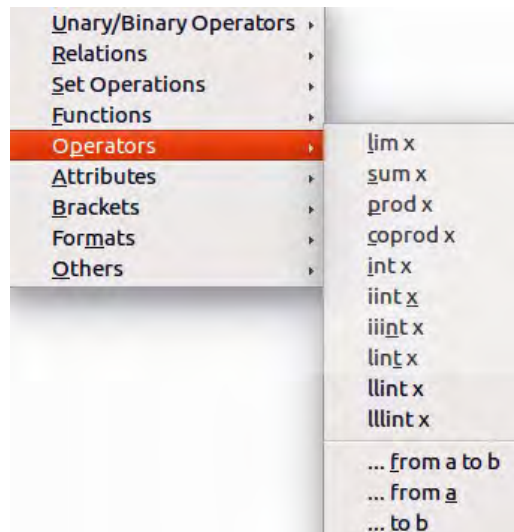 Unary/Binary Operators
Relations
Set Operations
Functions
Operators
Attributes
Brackets
Formats
Others
lim x
sum x
prod x
coprod x
int x
iint x
iiint x
lint x
llint x
lllint x
... from a to b
... from a
... to b